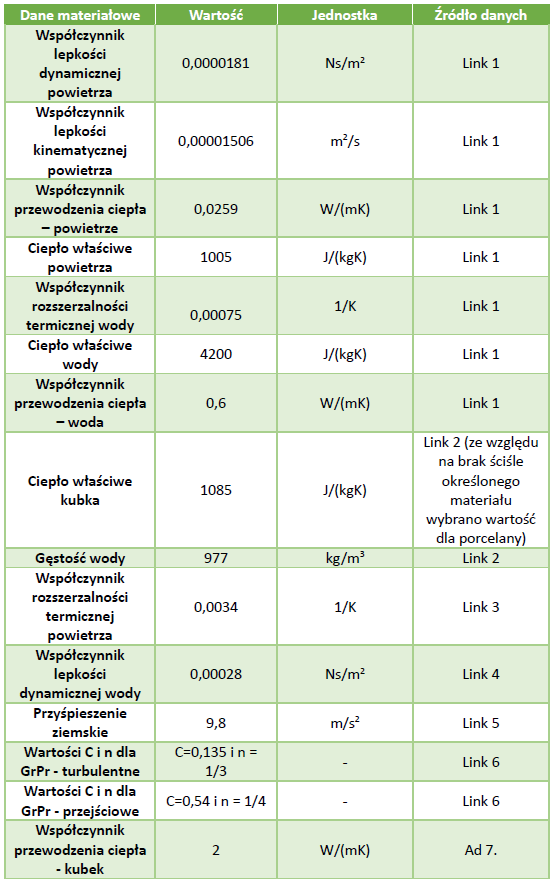 Dane materiałowe Wartość Jednostka Źródło danych
Współczynnik
lepkości
dynamicznej
powietrza
0,0000181 Ns/m² Link 1
Współczynnik
lepkości
kinematycznej
powietrza
0,00001506 m²/s Link 1
Współczynnik
przewodzenia ciepła
– powietrze
0,0259 W/(mK) Link 1
Ciepło właściwe
powietrza
1005 J/(kgK) Link 1
Współczynnik
rozszerzalności
termicznej wody
0,00075 1/K Link 1
Ciepło właściwe
wody
4200 J/(kgK) Link 1
Współczynnik
przewodzenia ciepła
– woda
0,6 W/(mK) Link 1
Ciepło właściwe
kubka
1085 J/(kgK)
Link 2 (ze względu
na brak ściśle
określonego
materiału
wybrano wartość
dla porcelany)
Gęstość wody 977 kg/m³ Link 2
Współczynnik
rozszerzalności
termicznej
powietrza
0,0034 1/K Link 3
Współczynnik
lepkości
dynamicznej wody
0,00028 Ns/m² Link 4
Przyśpieszenie
ziemskie
9,8 m/s² Link 5
Wartości C i n dla
GrPr - turbulentne
C=0,135 i n =
1/3
- Link 6
Wartości C i n dla
GrPr - przejściowe
C=0,54 i n = 1/4 - Link 6
Współczynnik
przewodzenia ciepła
- kubek
2 W/(mK) Ad 7.